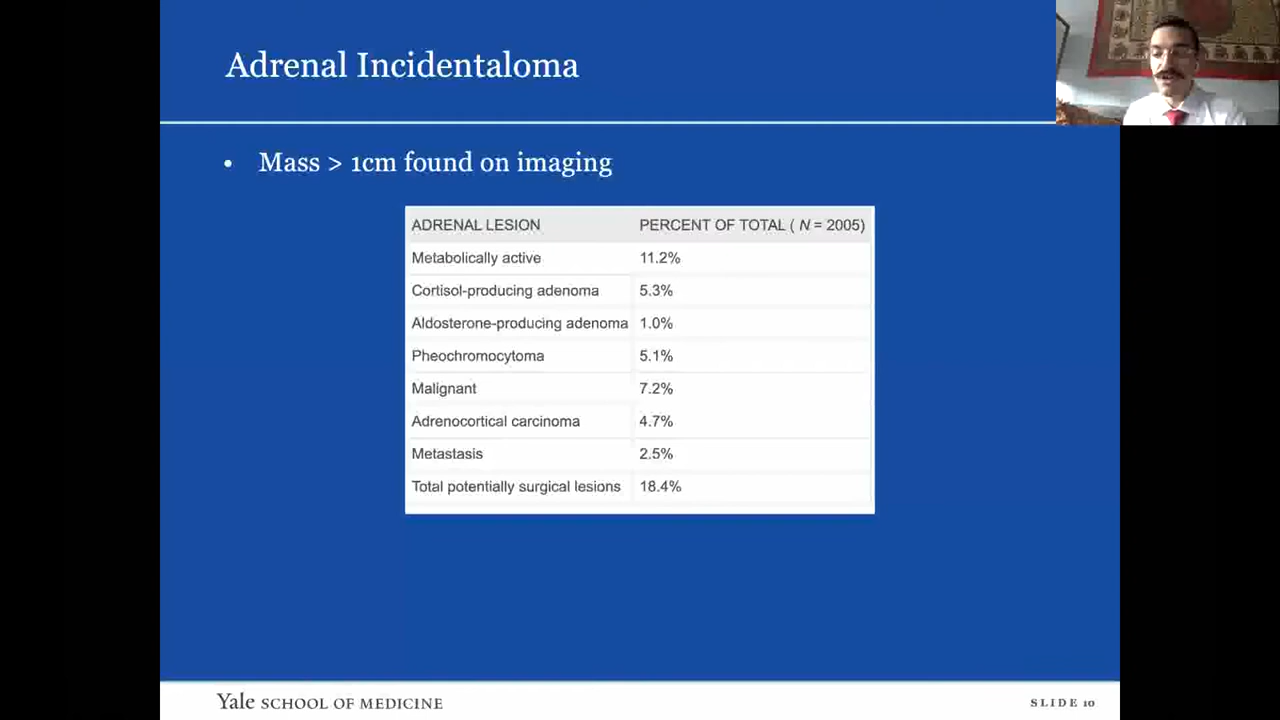 Adrenal Incidentaloma
• Mass > 1cm found on imaging
ADRENAL LESION PERCENT OF TOTAL ( N = 2005)
Metabolically active 11.2%
Cortisol-producing adenoma 5.3%
Aldosterone-producing adenoma 1.0%
Pheochromocytoma 5.1%
Malignant 7.2%
Adrenocortical carcinoma 4.7%
Metastasis 2.5%
Total potentially surgical lesions 18.4%
Yale SCHOOL OF MEDICINE SLIDE 10